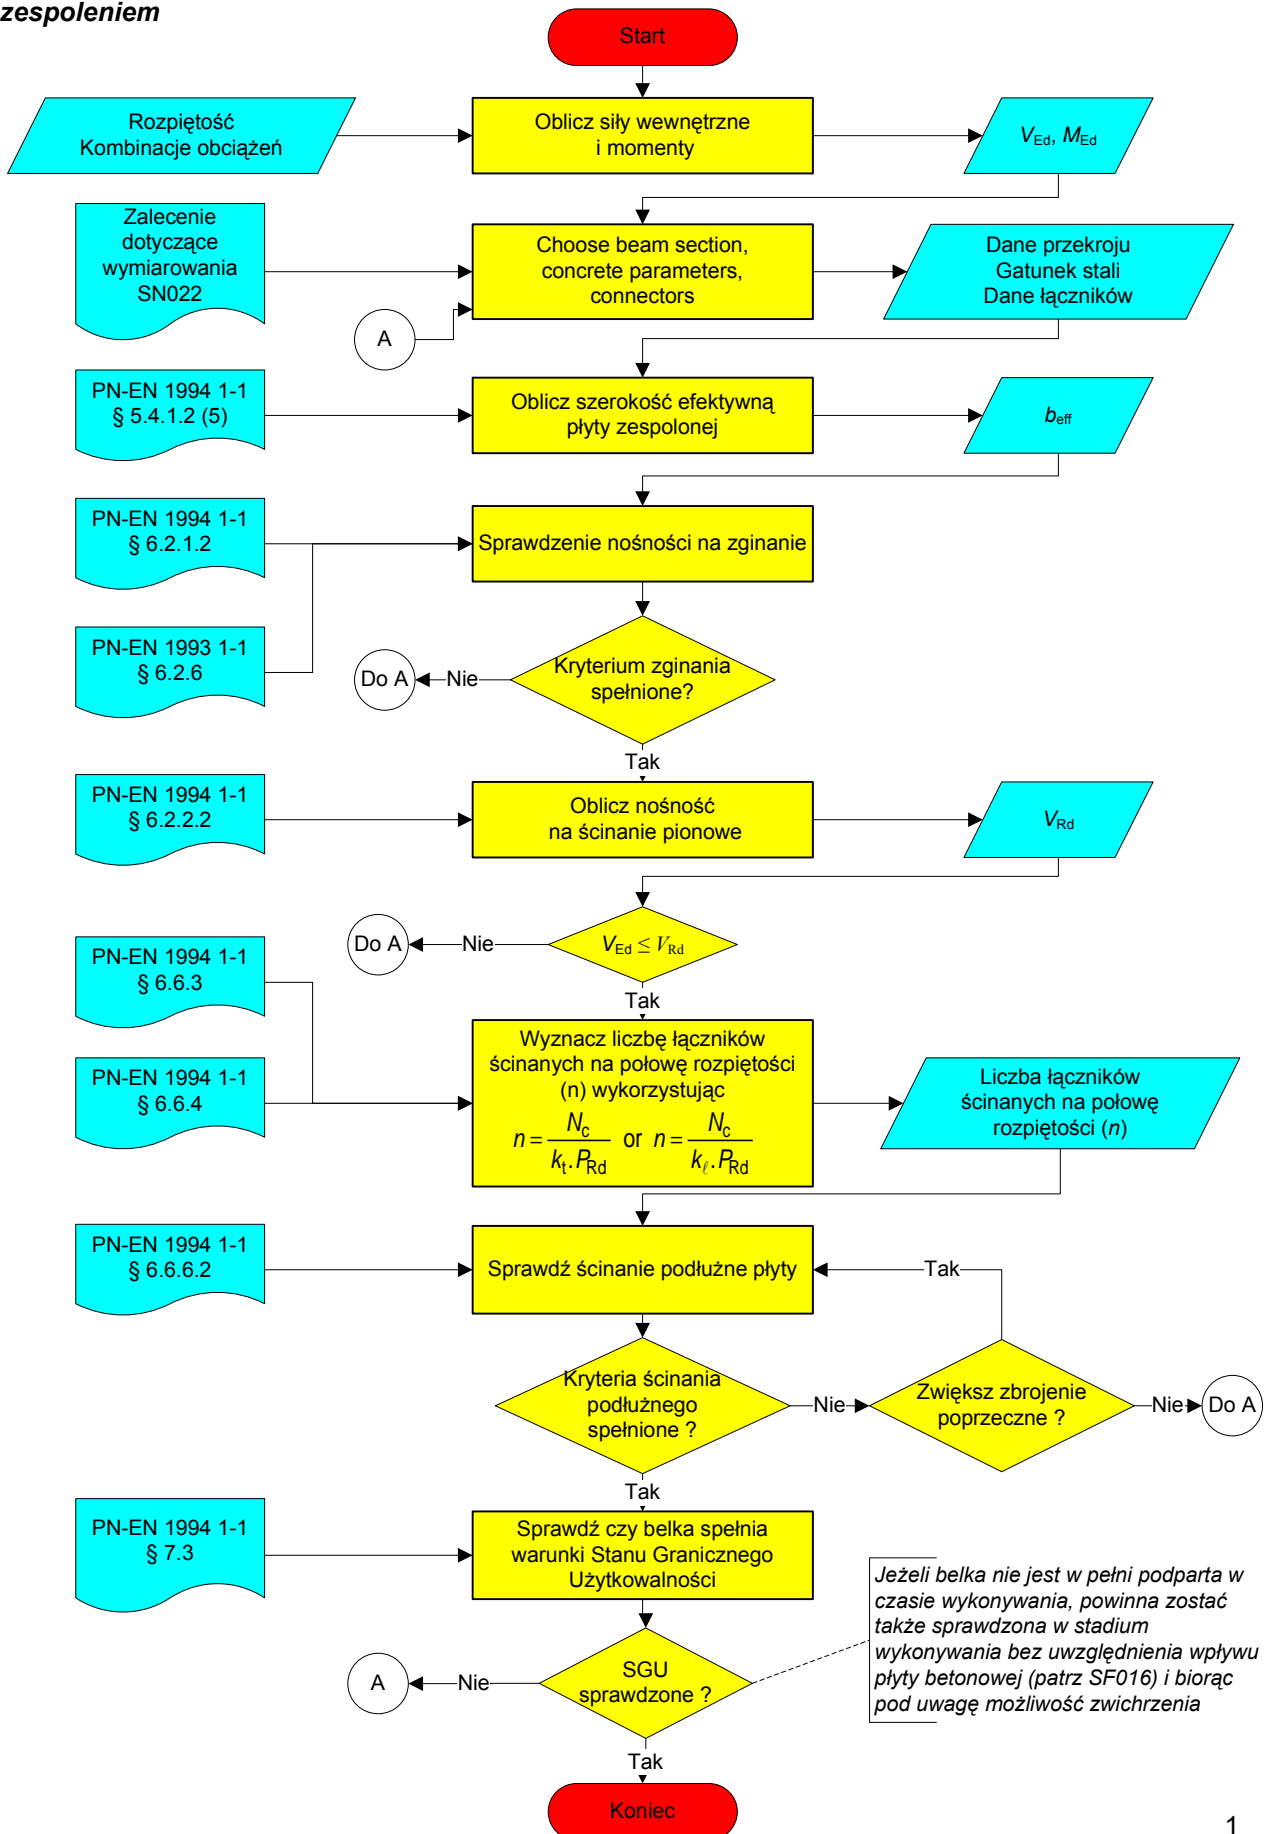 zespoleniem
Start
Rozpiętość
Kombinacje obciążeń
Oblicz siły wewnętrzne
i momenty
VEd, MEd
Zalecenie
dotyczące
wymiarowania
SN022
Choose beam section,
concrete parameters,
connectors
Dane przekroju
Gatunek stali
Dane łączników
A
PN-EN 1994 1-1
§ 5.4.1.2 (5)
Oblicz szerokość efektywną
płyty zespolonej
beff
PN-EN 1994 1-1
§ 6.2.1.2
Sprawdzenie nośności na zginanie
PN-EN 1993 1-1
§ 6.2.6
Kryterium zginania
spełnione?
Nie
Do A
Tak
PN-EN 1994 1-1
§ 6.2.2.2
Oblicz nośność
na ścinanie pionowe
VRd
VEd ≤ VRd
Nie
Do A
Tak
PN-EN 1994 1-1
§ 6.6.3
PN-EN 1994 1-1
§ 6.6.4
Wyznacz liczbę łączników
ścinanych na połowę rozpiętości
(n) wykorzystując
n = Nc / kt.PRd or n = Nc / kℓ.PRd
Liczba łączników
ścinanych na połowę
rozpiętości (n)
PN-EN 1994 1-1
§ 6.6.6.2
Sprawdź ścinanie podłużne płyty
Tak
Kryteria ścinania
podłużnego
spełnione ?
Nie
Zwiększ zbrojenie
poprzeczne ?
Nie
Do A
Tak
PN-EN 1994 1-1
§ 7.3
Sprawdź czy belka spełnia
warunki Stanu Granicznego
Użytkowalności
Jeżeli belka nie jest w pełni podparta w
czasie wykonywania, powinna zostać
także sprawdzona w stadium
wykonywania bez uwzględnienia wpływu
płyty betonowej (patrz SF016) i biorąc
pod uwagę możliwość zwichrzenia
SGU
sprawdzone ?
Nie
A
Tak
Koniec
1